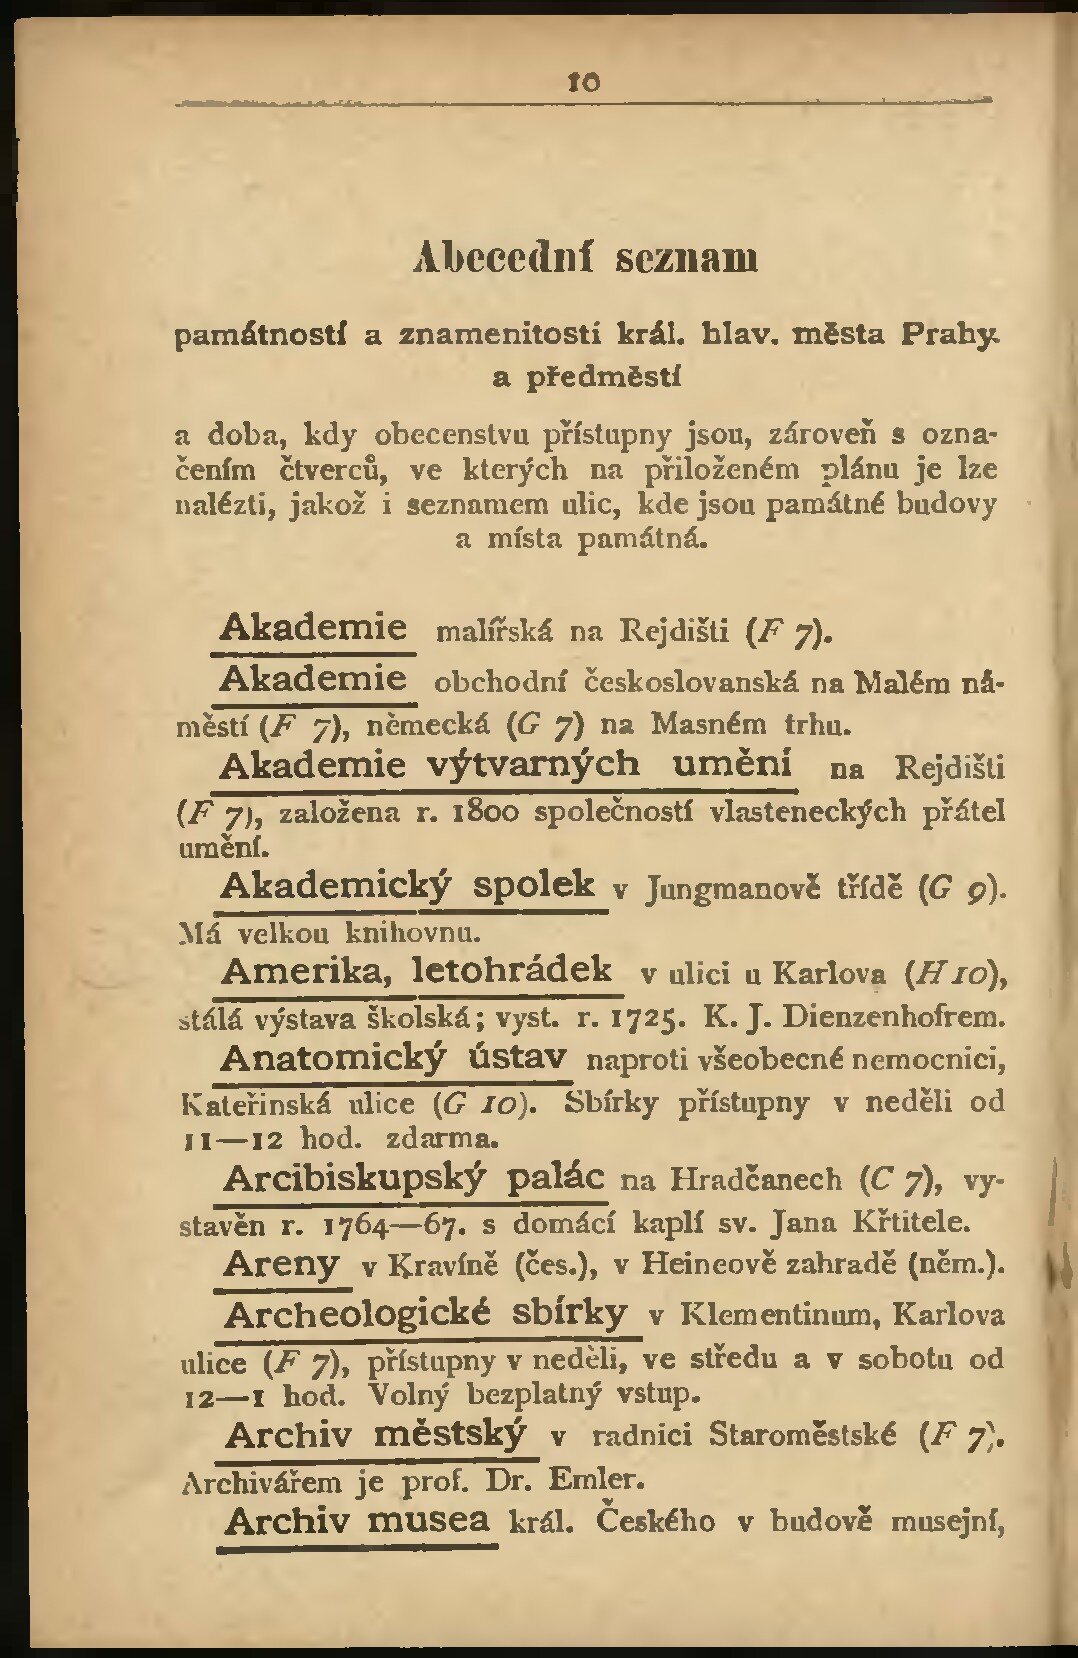 10
Abecední seznam
památností a znamenitostí král. hlav. města Prahy
a předměstí
a doba, kdy obecenstvu přístupny jsou, zároveň s ozna-
čením čtverců, ve kterých na přiloženém plánu je lze
nalézti, jakož i seznamem ulic, kde jsou památné budovy
a místa památná.
Akademie malířská na Rejdišti (F 7).
Akademie obchodní českoslovanská na Malém ná-
městí (F 7), německá (G 7) na Masném trhu.
Akademie výtvarných umění na Rejdišti
(F 7), založena r. 1800 společností vlasteneckých přátel
umění.
Akademický spolek v Jungmanově třídě (G 9).
Má velkou knihovnu.
Amerika, letohrádek v ulici u Karlova (H 10),
stálá výstava školská; vyst. r. 1725. K. J. Dienzenhofrem.
Anatomický ústav naproti všeobecné nemocnici,
Kateřinská ulice (G 10). Sbírky přístupny v neděli od
11—12 hod. zdarma.
Arcibiskupský palác na Hradčanech (C 7), vy-
stavěn r. 1764—67. s domácí kaplí sv. Jana Křtitele.
Areny v Kravíně (čes.), v Heineově zahradě (něm.).
Archeologické sbírky v Klementinum, Karlova
ulice (F 7), přístupny v neděli, ve středu a v sobotu od
12—1 hod. Volný bezplatný vstup.
Archiv městský v radnici Staroměstské (F 7).
Archivářem je prof. Dr. Emler.
Archiv musea král. Českého v budově musejní,